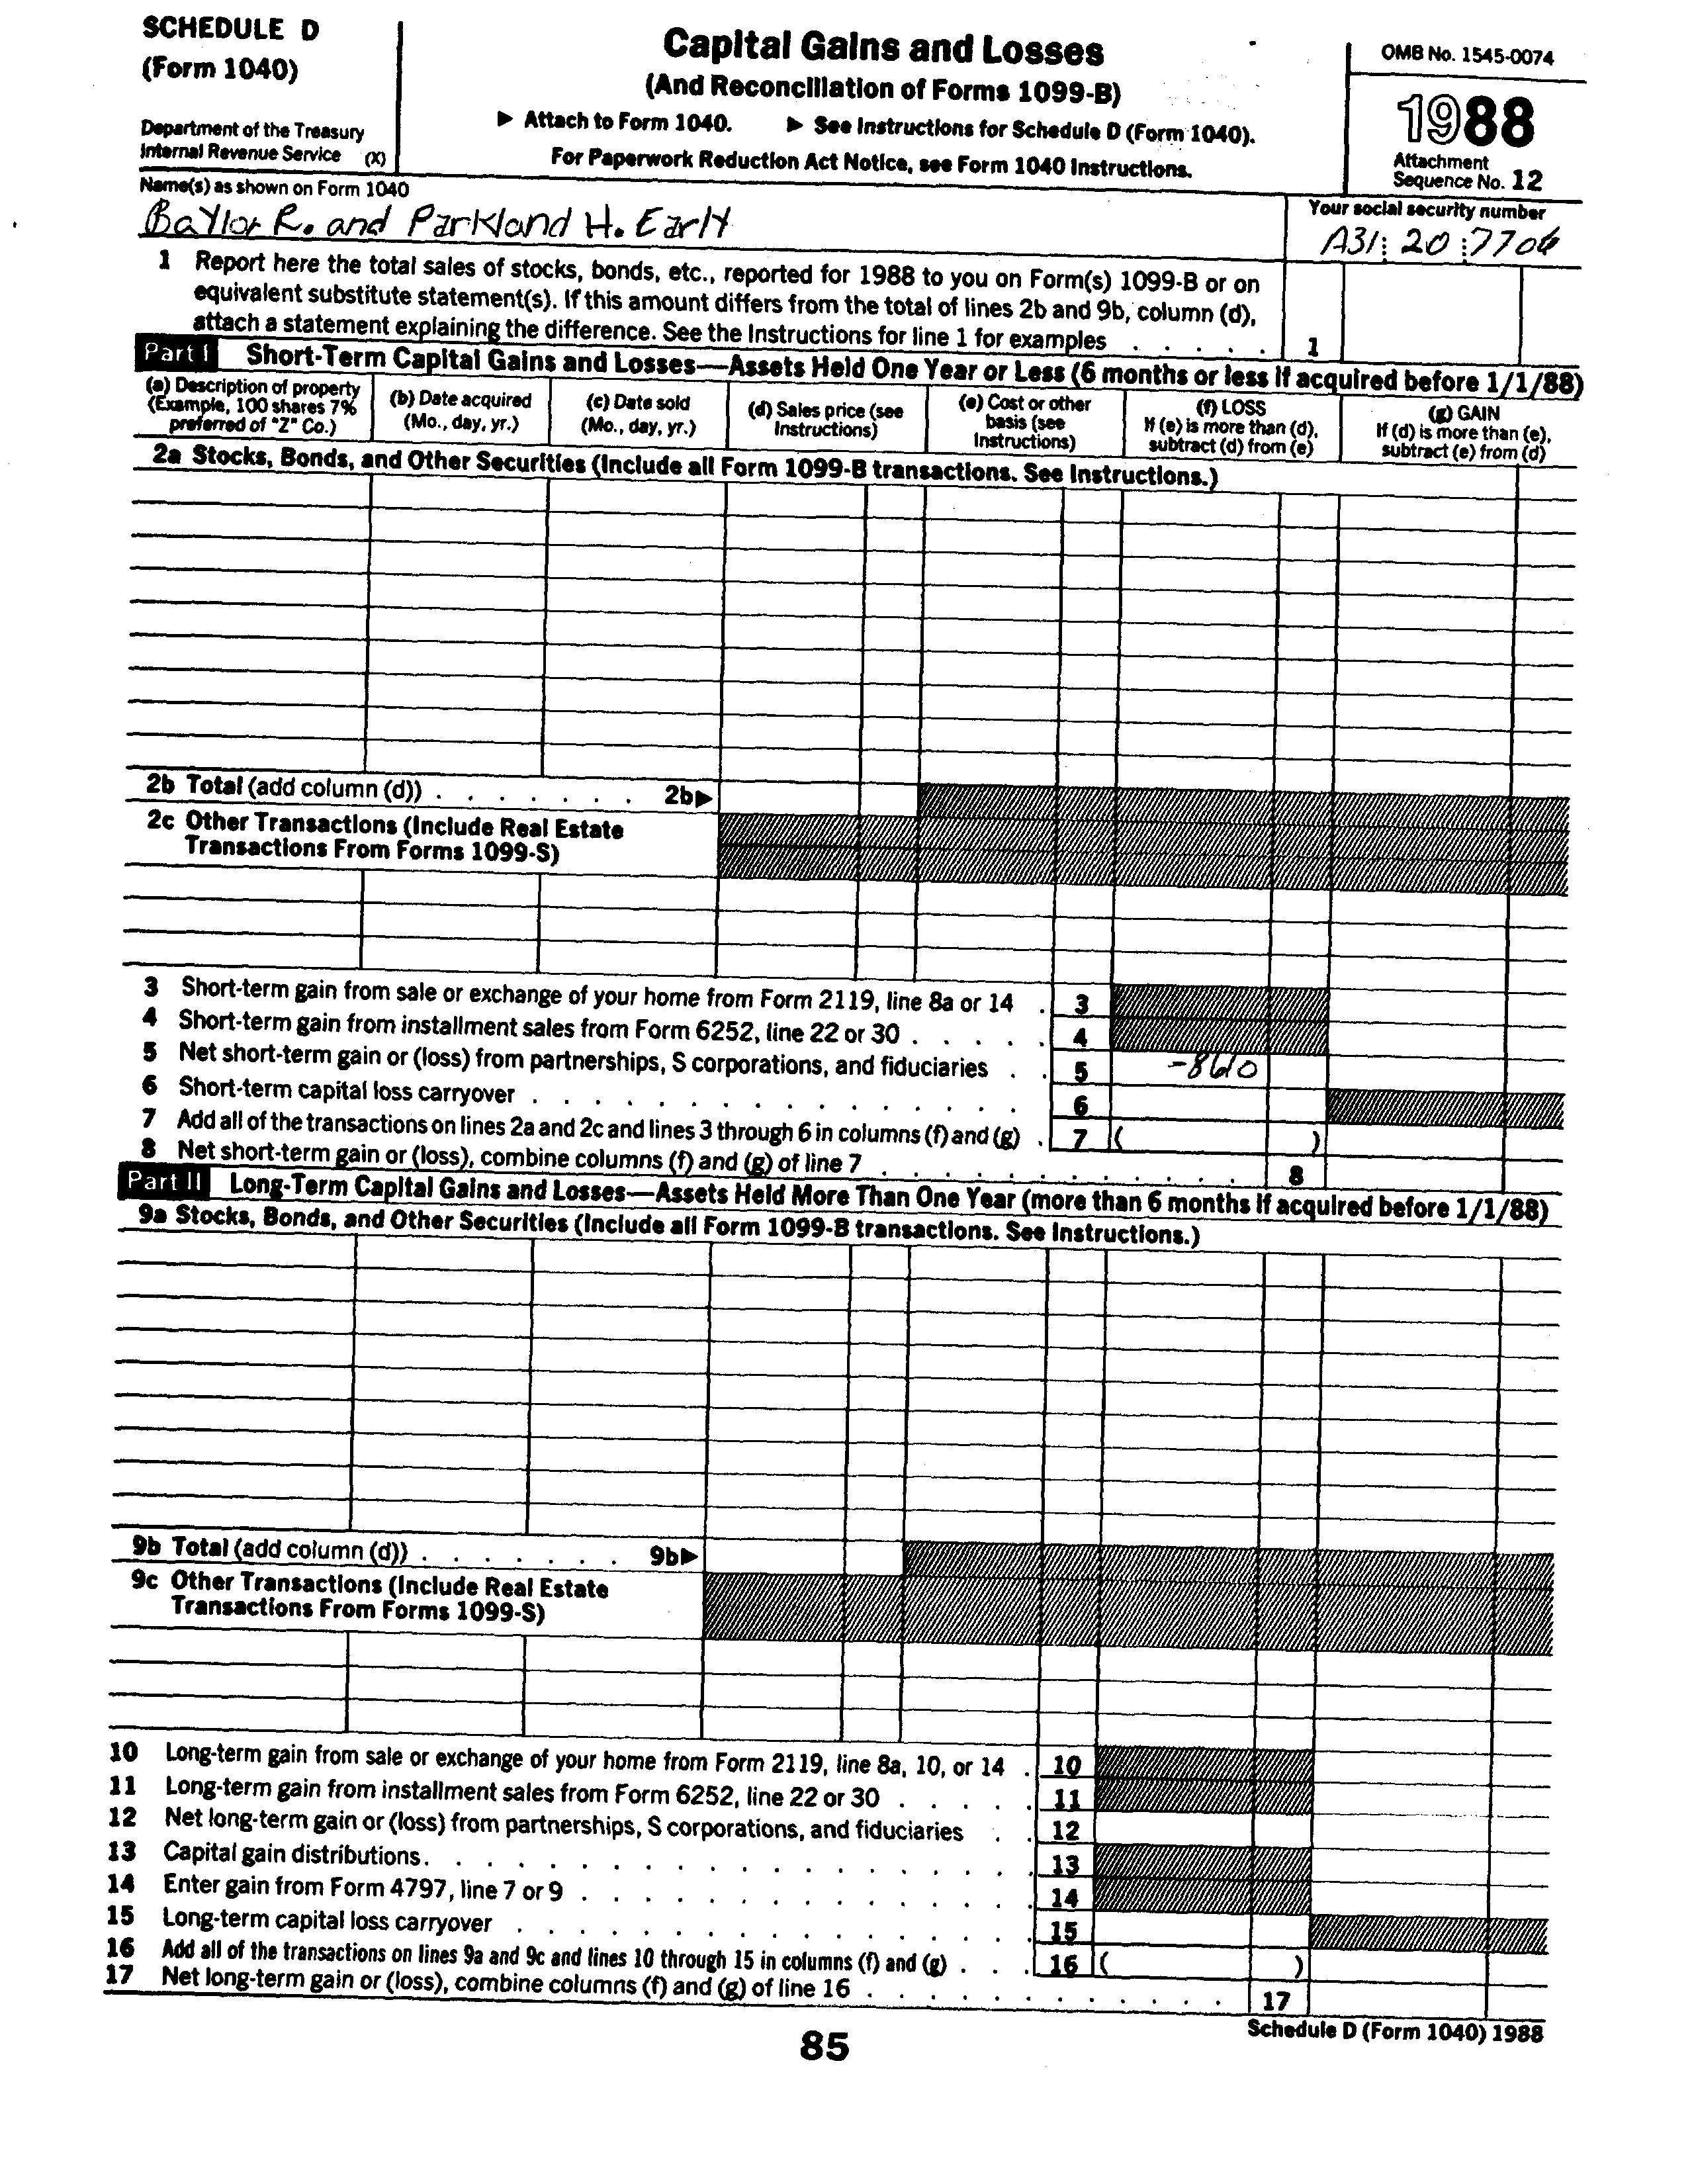 SCHEDULE D
(Form 1040)
Department of the Treasury
Internal Revenue Service (X)
Capital Gains and Losses
(And Reconciliation of Forms 1099-B)
▶ Attach to Form 1040. ▶ See Instructions for Schedule D (Form 1040).
For Paperwork Reduction Act Notice, see Form 1040 Instructions.
OMB No. 1545-0074
1988
Attachment
Sequence No. 12
Name(s) as shown on Form 1040
Baylor R. and Parkland H. Early
Your social security number
A31 20 7706
1 Report here the total sales of stocks, bonds, etc., reported for 1988 to you on Form(s) 1099-B or on
equivalent substitute statement(s). If this amount differs from the total of lines 2b and 9b, column (d),
attach a statement explaining the difference. See the Instructions for line 1 for examples . . . . . 1
Part I Short-Term Capital Gains and Losses—Assets Held One Year or Less (6 months or less if acquired before 1/1/88)
(a) Description of property
(Example, 100 shares 7%
preferred of "Z" Co.)
(b) Date acquired
(Mo., day, yr.)
(c) Date sold
(Mo., day, yr.)
(d) Sales price (see
Instructions)
(e) Cost or other
basis (see
Instructions)
(f) LOSS
If (e) is more than (d),
subtract (d) from (e)
(g) GAIN
If (d) is more than (e),
subtract (e) from (d)
2a Stocks, Bonds, and Other Securities (Include all Form 1099-B transactions. See Instructions.)
2b Total (add column (d)) . . . . . . . 2b▶
2c Other Transactions (Include Real Estate
Transactions From Forms 1099-S)
3 Short-term gain from sale or exchange of your home from Form 2119, line 8a or 14 . 3
4 Short-term gain from installment sales from Form 6252, line 22 or 30 . . . . . 4
5 Net short-term gain or (loss) from partnerships, S corporations, and fiduciaries . . 5
6 Short-term capital loss carryover . . . . . . . . . . . . . . . . . 6
7 Add all of the transactions on lines 2a and 2c and lines 3 through 6 in columns (f) and (g) . 7 ( )
8 Net short-term gain or (loss), combine columns (f) and (g) of line 7 . . . . . . . . . . . 8
Part II Long-Term Capital Gains and Losses—Assets Held More Than One Year (more than 6 months if acquired before 1/1/88)
9a Stocks, Bonds, and Other Securities (Include all Form 1099-B transactions. See Instructions.)
9b Total (add column (d)) . . . . . . . 9b▶
9c Other Transactions (Include Real Estate
Transactions From Forms 1099-S)
10 Long-term gain from sale or exchange of your home from Form 2119, line 8a, 10, or 14 . 10
11 Long-term gain from installment sales from Form 6252, line 22 or 30 . . . . . 11
12 Net long-term gain or (loss) from partnerships, S corporations, and fiduciaries . . 12
13 Capital gain distributions. . . . . . . . . . . . . . . . . . . . . 13
14 Enter gain from Form 4797, line 7 or 9 . . . . . . . . . . . . . . . 14
15 Long-term capital loss carryover . . . . . . . . . . . . . . . . . 15
16 Add all of the transactions on lines 9a and 9c and lines 10 through 15 in columns (f) and (g) . . . 16 ( )
17 Net long-term gain or (loss), combine columns (f) and (g) of line 16 . . . . . . . . . . . . 17
Schedule D (Form 1040) 1988
85